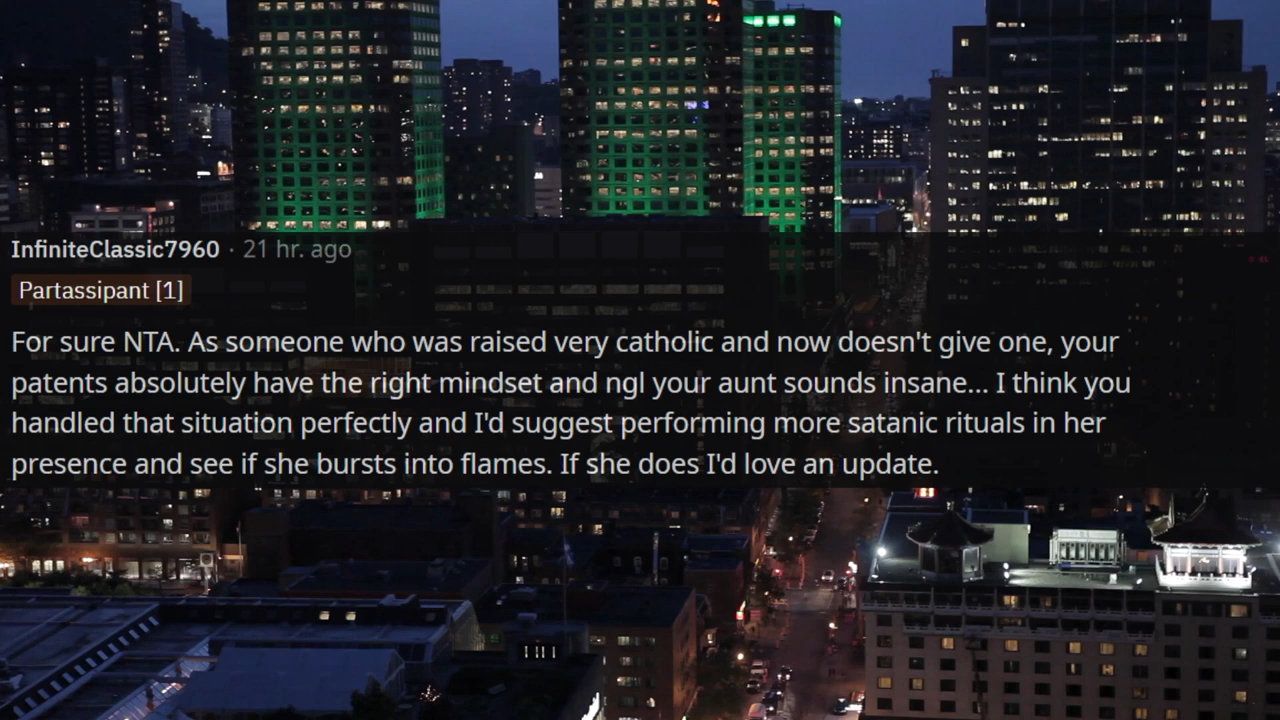 InfiniteClassic7960 · 21 hr. ago
Partassipant [1]
For sure NTA. As someone who was raised very catholic and now doesn't give one, your
patents absolutely have the right mindset and ngl your aunt sounds insane... I think you
handled that situation perfectly and I'd suggest performing more satanic rituals in her
presence and see if she bursts into flames. If she does I'd love an update.